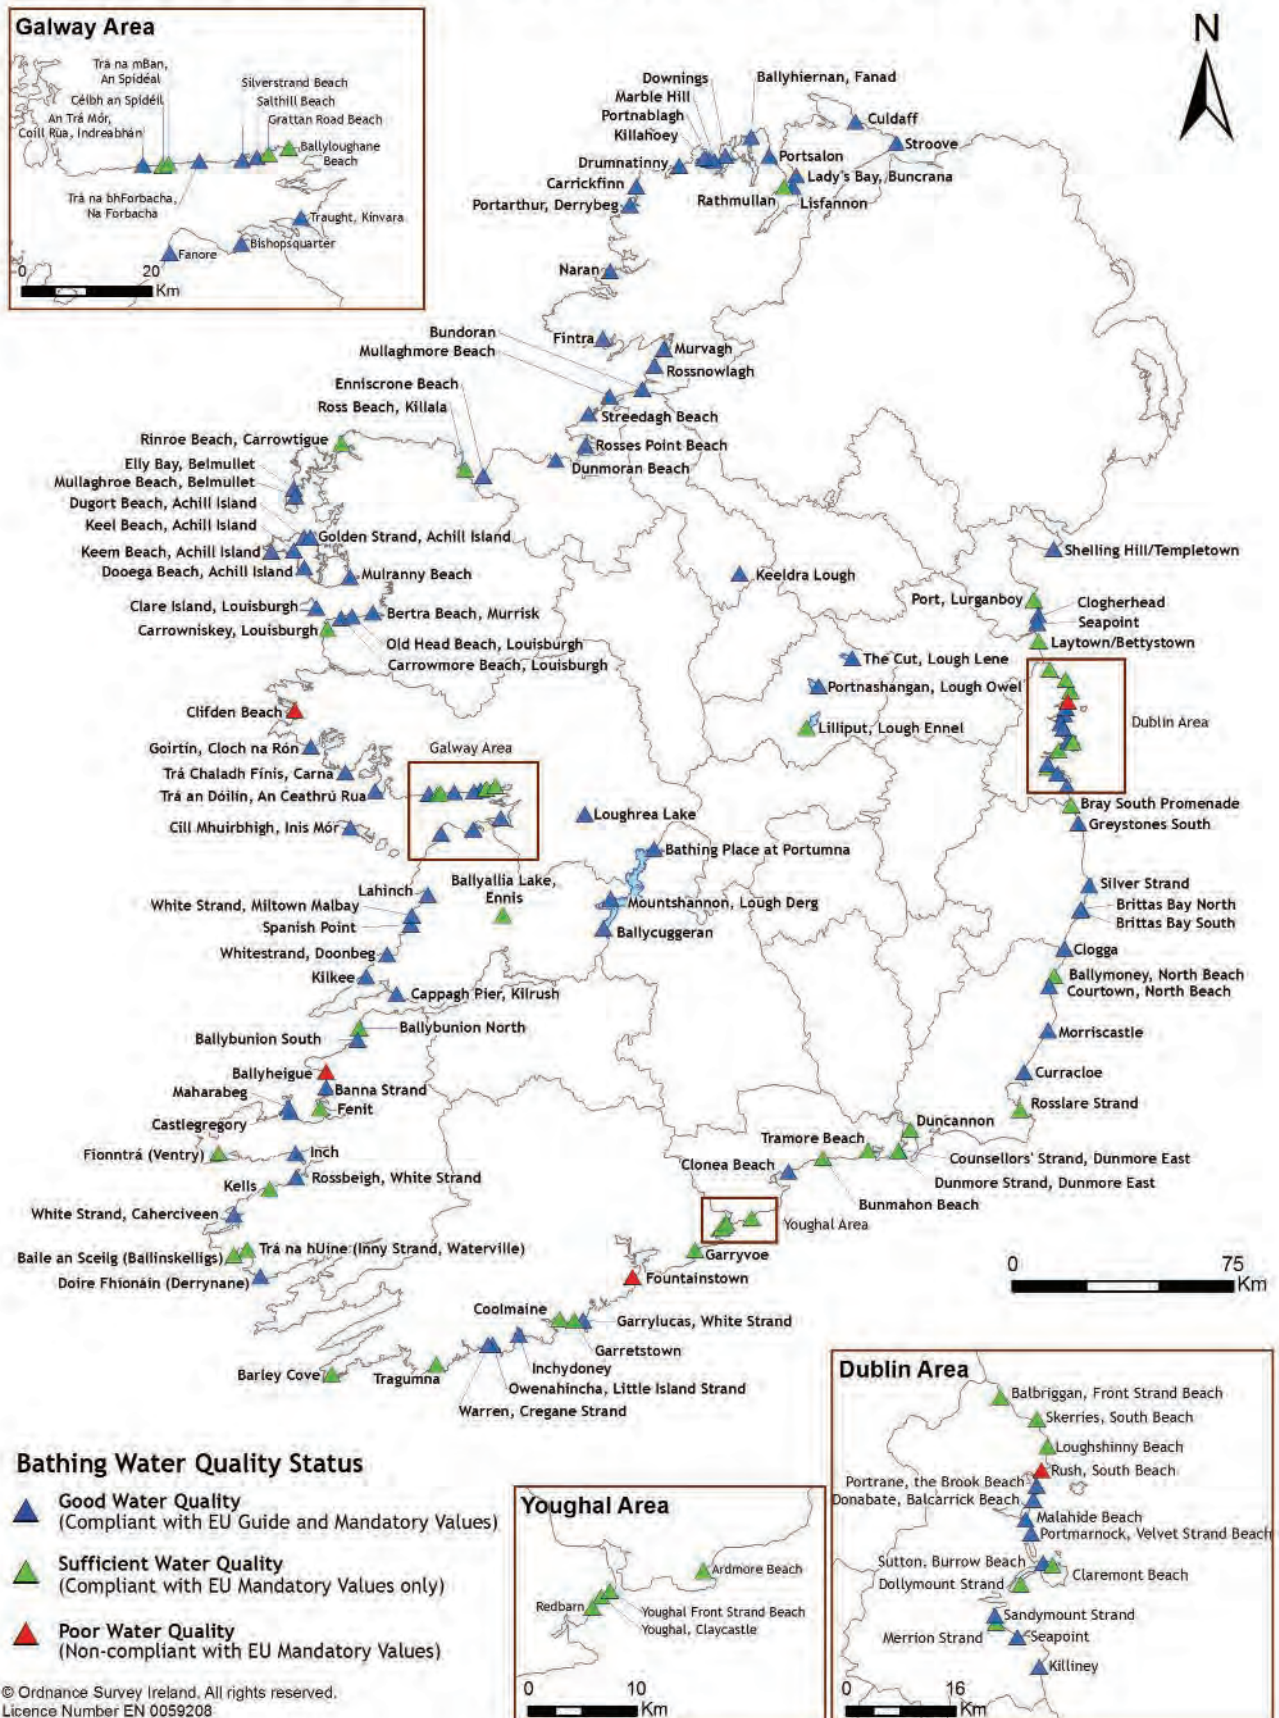 Galway Area
Trá na mBan,
An Spidéal
Céibh an Spidéil
An Trá Mór,
Coill Rua, Indreabhán
Silverstrand Beach
Salthill Beach
Grattan Road Beach
Ballyloughane
Beach
Trá na bhForbacha,
Na Forbacha
Traught, Kinvara
Bishopsquarter
Fanore
0 20
Km
N
Downings
Marble Hill
Portnablagh
Killahoey
Ballyhiernan, Fanad
Culdaff
Stroove
Drumnatinny
Portsalon
Carrickfinn
Lady's Bay, Buncrana
Portarthur, Derrybeg
Rathmullan
Lisfannon
Naran
Bundoran
Fintra
Mullaghmore Beach
Murvagh
Rossnowlagh
Enniscrone Beach
Ross Beach, Killala
Streedagh Beach
Rinroe Beach, Carrowtigue
Rosses Point Beach
Elly Bay, Belmullet
Dunmoran Beach
Mullaghroe Beach, Belmullet
Dugort Beach, Achill Island
Keel Beach, Achill Island
Golden Strand, Achill Island
Keem Beach, Achill Island
Shelling Hill/Templetown
Dooega Beach, Achill Island
Mulranny Beach
Keeldra Lough
Port, Lurganboy
Clare Island, Louisburgh
Clogherhead
Bertra Beach, Murrisk
Seapoint
Carrowniskey, Louisburgh
Old Head Beach, Louisburgh
Laytown/Bettystown
Carrowmore Beach, Louisburgh
The Cut, Lough Lene
Portnashangan, Lough Owel
Clifden Beach
Lilliput, Lough Ennel
Dublin Area
Goirtín, Cloch na Rón
Galway Area
Trá Chaladh Fínis, Carna
Trá an Dóilín, An Ceathrú Rua
Bray South Promenade
Loughrea Lake
Greystones South
Cill Mhuirbhigh, Inis Mór
Bathing Place at Portumna
Ballyallia Lake,
Ennis
Lahinch
Silver Strand
White Strand, Miltown Malbay
Mountshannon, Lough Derg
Brittas Bay North
Brittas Bay South
Spanish Point
Ballycuggeran
Whitestrand, Doonbeg
Clogga
Kilkee
Ballymoney, North Beach
Cappagh Pier, Kilrush
Courtown, North Beach
Ballybunion North
Morriscastle
Ballybunion South
Ballyheigue
Curracloe
Maharabeg
Banna Strand
Rosslare Strand
Fenit
Castlegregory
Duncannon
Tramore Beach
Fionntrá (Ventry)
Inch
Counsellors' Strand, Dunmore East
Clonea Beach
Rossbeigh, White Strand
Dunmore Strand, Dunmore East
Kells
Bunmahon Beach
White Strand, Caherciveen
Youghal Area
Trá na hUíne (Inny Strand, Waterville)
Baile an Sceilg (Ballinskelligs)
Garryvoe
Doire Fhíonáin (Derrynane)
Fountainstown
0 75
Km
Coolmaine
Garrylucas, White Strand
Garretstown
Inchydoney
Barley Cove
Tragumna
Owenahincha, Little Island Strand
Warren, Cregane Strand
Bathing Water Quality Status
Good Water Quality
(Compliant with EU Guide and Mandatory Values)
Sufficient Water Quality
(Compliant with EU Mandatory Values only)
Poor Water Quality
(Non-compliant with EU Mandatory Values)
© Ordnance Survey Ireland. All rights reserved.
Licence Number EN 0059208
Youghal Area
Ardmore Beach
Redbarn
Youghal Front Strand Beach
Youghal, Claycastle
0 10
Km
Dublin Area
Balbriggan, Front Strand Beach
Skerries, South Beach
Loughshinny Beach
Rush, South Beach
Portrane, the Brook Beach
Donabate, Balcarrick Beach
Malahide Beach
Portmarnock, Velvet Strand Beach
Sutton, Burrow Beach
Claremont Beach
Dollymount Strand
Sandymount Strand
Merrion Strand
Seapoint
Killiney
0 16
Km